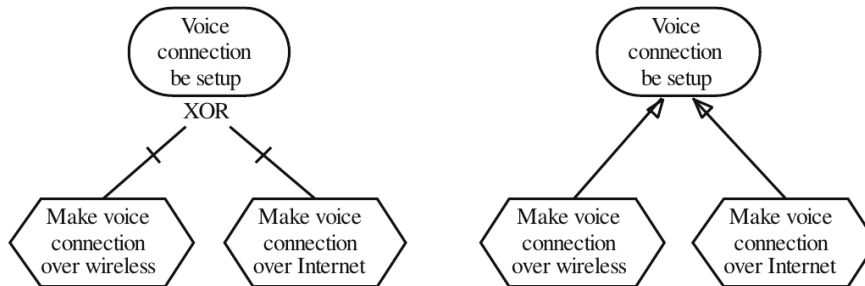 Voice
connection
be setup
XOR
Make voice
connection
over wireless
Make voice
connection
over Internet
Voice
connection
be setup
Make voice
connection
over wireless
Make voice
connection
over Internet